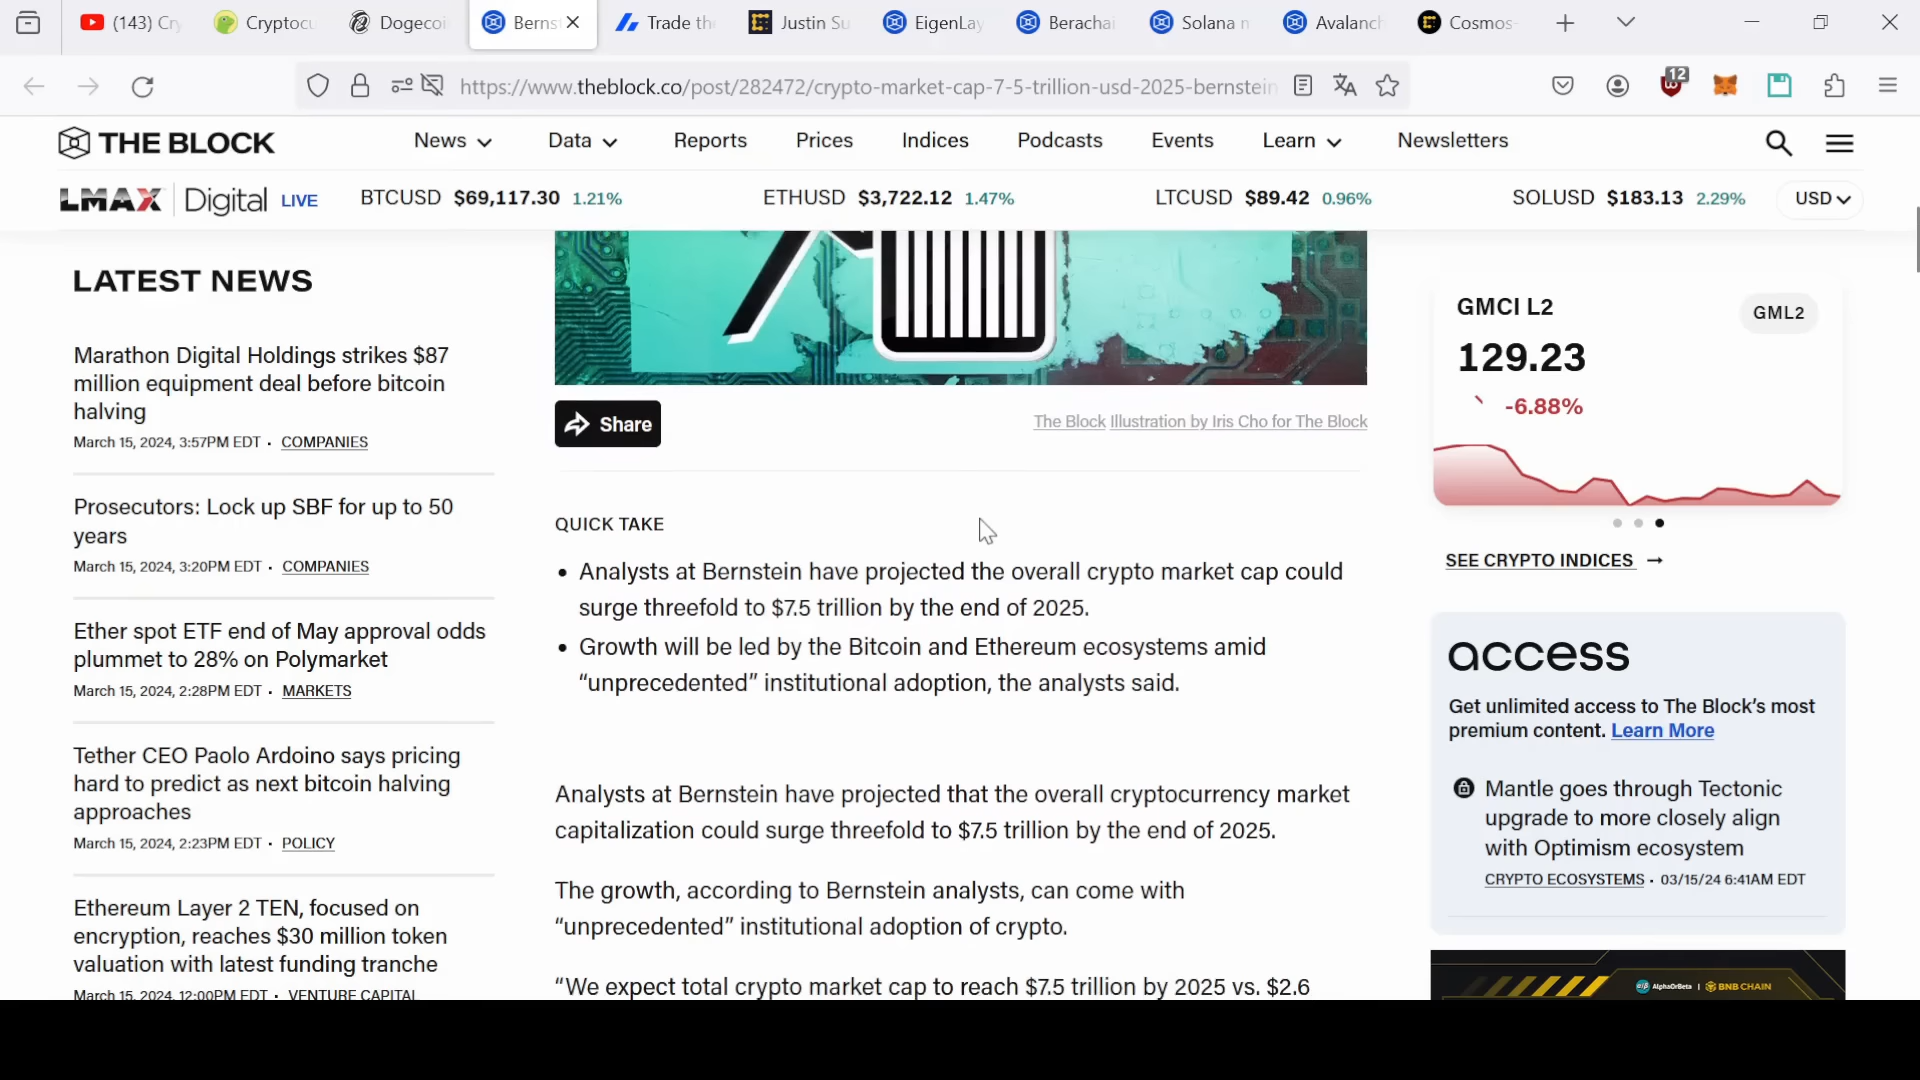 (143) Cr
Cryptocu
Dogecoi
Berns
Trade th
Justin Su
EigenLay
Berachai
Solana n
Avalanch
Cosmos-
https://www.theblock.co/post/282472/crypto-market-cap-7-5-trillion-usd-2025-bernstein
12
THE BLOCK
News
Data
Reports
Prices
Indices
Podcasts
Events
Learn
Newsletters
LMAX Digital LIVE
BTCUSD $69,117.30 1.21%
ETHUSD $3,722.12 1.47%
LTCUSD $89.42 0.96%
SOLUSD $183.13 2.29%
USD
LATEST NEWS
Marathon Digital Holdings strikes $87
million equipment deal before bitcoin
halving
March 15, 2024, 3:57PM EDT · COMPANIES
Prosecutors: Lock up SBF for up to 50
years
March 15, 2024, 3:20PM EDT · COMPANIES
Ether spot ETF end of May approval odds
plummet to 28% on Polymarket
March 15, 2024, 2:28PM EDT · MARKETS
Tether CEO Paolo Ardoino says pricing
hard to predict as next bitcoin halving
approaches
March 15, 2024, 2:23PM EDT · POLICY
Ethereum Layer 2 TEN, focused on
encryption, reaches $30 million token
valuation with latest funding tranche
March 15, 2024, 12:00PM EDT · VENTURE CAPITAL
Share
The Block Illustration by Iris Cho for The Block
QUICK TAKE
• Analysts at Bernstein have projected the overall crypto market cap could
surge threefold to $7.5 trillion by the end of 2025.
• Growth will be led by the Bitcoin and Ethereum ecosystems amid
“unprecedented” institutional adoption, the analysts said.
Analysts at Bernstein have projected that the overall cryptocurrency market
capitalization could surge threefold to $7.5 trillion by the end of 2025.
The growth, according to Bernstein analysts, can come with
“unprecedented” institutional adoption of crypto.
“We expect total crypto market cap to reach $7.5 trillion by 2025 vs. $2.6
GMCI L2
GML2
129.23
-6.88%
SEE CRYPTO INDICES →
access
Get unlimited access to The Block’s most
premium content. Learn More
Mantle goes through Tectonic
upgrade to more closely align
with Optimism ecosystem
CRYPTO ECOSYSTEMS · 03/15/24 6:41AM EDT
AlphaOrBeta | BNB CHAIN